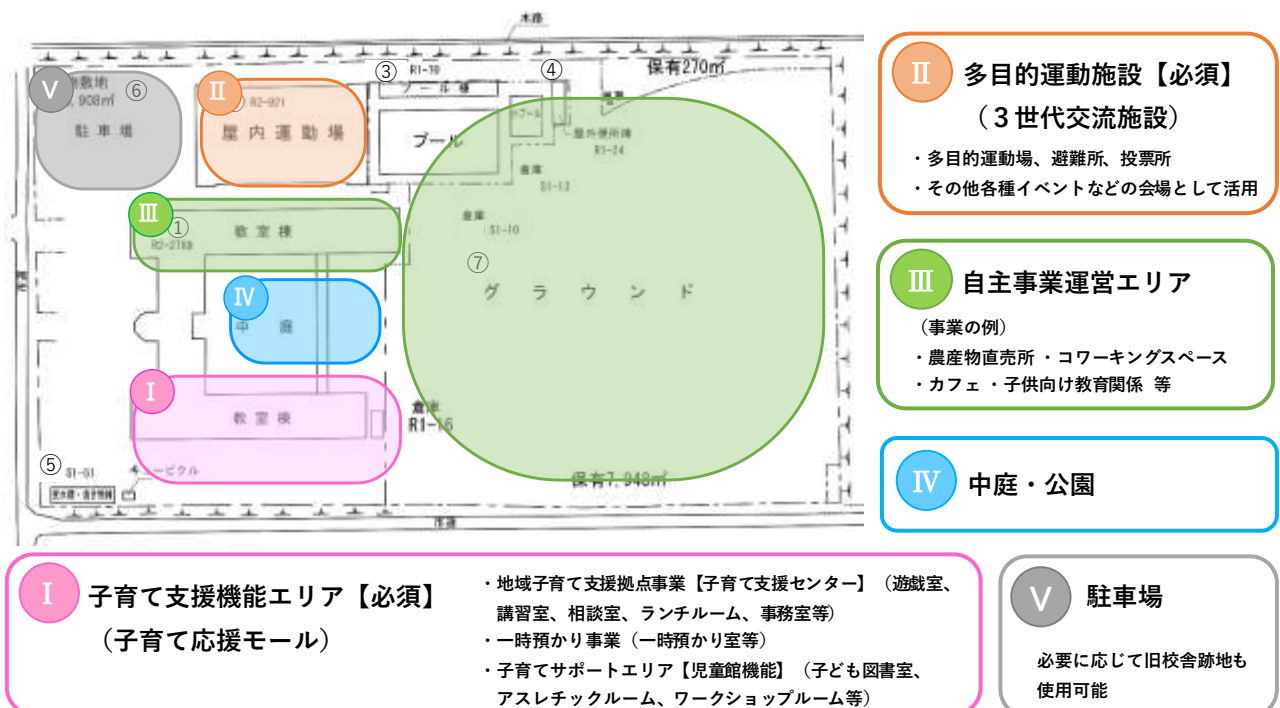 水路
保有270㎡
③
R1-10
④
Ⅴ
敷地
⑥
908㎡
駐車場
Ⅱ
R2-921
屋内運動場
プール棟
プール
屋外便所棟
R1-24
倉庫
S1-13
Ⅲ
①
R2-2788
教室棟
倉庫
S1-10
⑦
グラウンド
Ⅳ
中庭
Ⅰ
教室棟
倉庫
R1-16
⑤
S1-31
キュービクル
保有7,948㎡
市道
Ⅱ 多目的運動施設【必須】
（３世代交流施設）
・多目的運動場、避難所、投票所
・その他各種イベントなどの会場として活用
Ⅲ 自主事業運営エリア
（事業の例）
・農産物直売所 ・コワーキングスペース
・カフェ ・子供向け教育関係 等
Ⅳ 中庭・公園
Ⅰ 子育て支援機能エリア【必須】
（子育て応援モール）
・地域子育て支援拠点事業【子育て支援センター】（遊戯室、
講習室、相談室、ランチルーム、事務室等）
・一時預かり事業（一時預かり室等）
・子育てサポートエリア【児童館機能】（子ども図書室、
アスレチックルーム、ワークショップルーム等）
Ⅴ 駐車場
必要に応じて旧校舎跡地も
使用可能